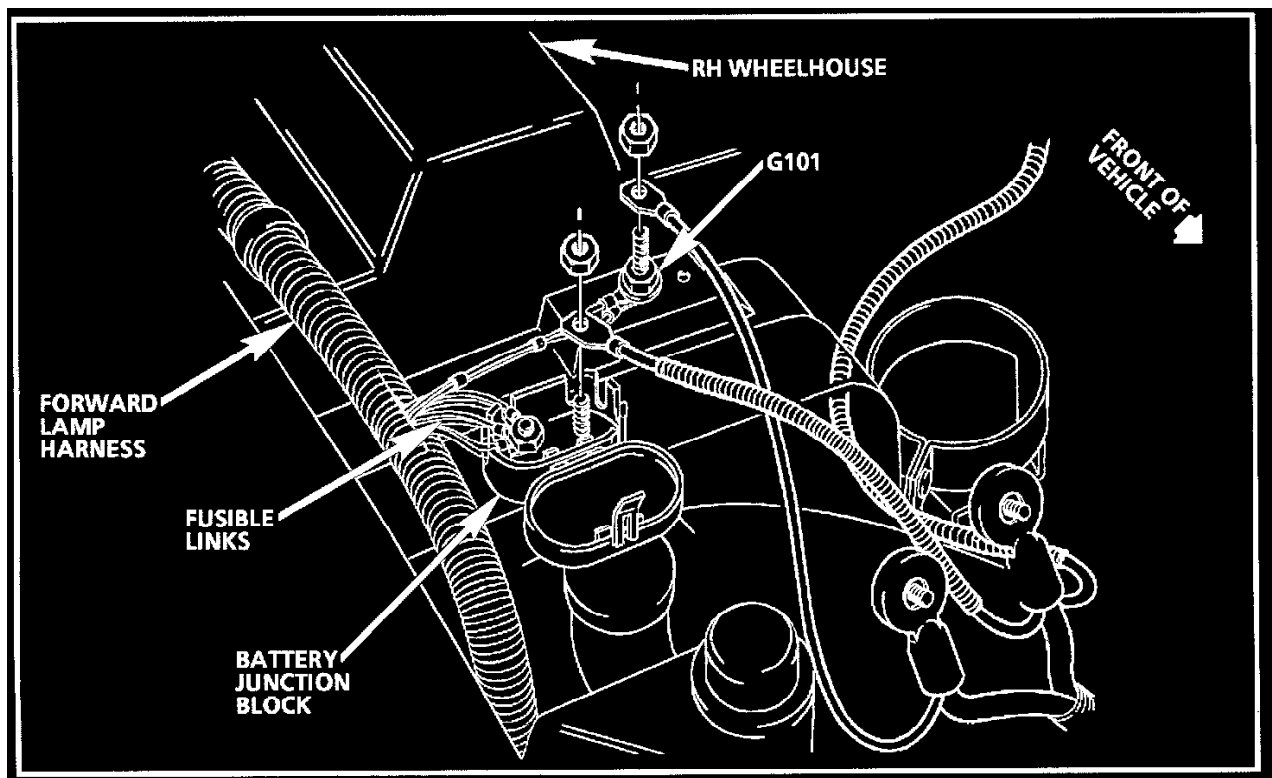 RH WHEELHOUSE
G101
FRONT OF
VEHICLE
FORWARD
LAMP
HARNESS
FUSIBLE
LINKS
BATTERY
JUNCTION
BLOCK